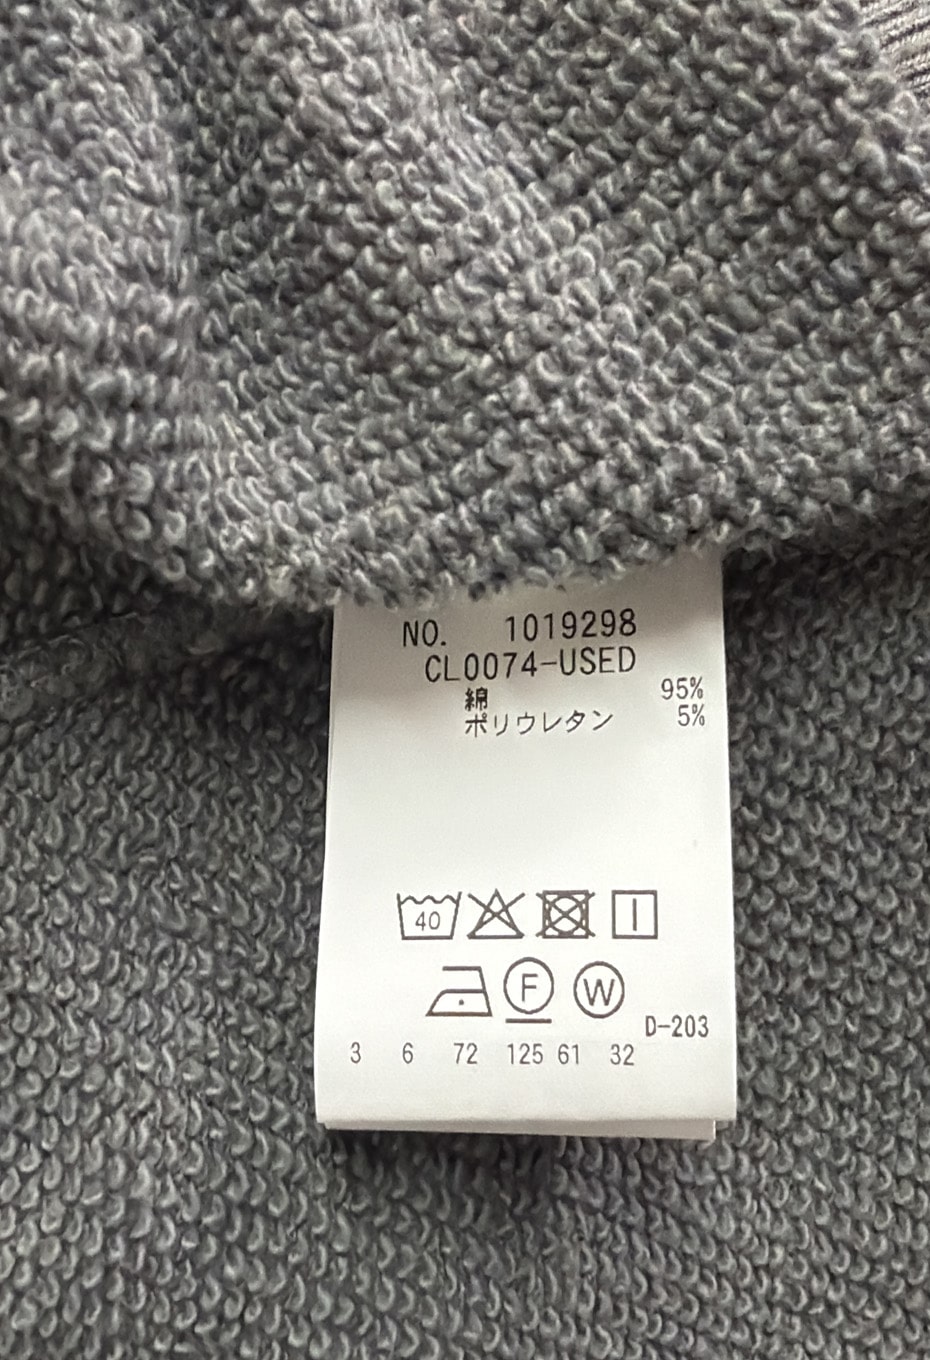 NO. 1019298
CL0074-USED
綿 95%
ポリウレタン 5%
40
F W
D-203
3 6 72 125 61 32